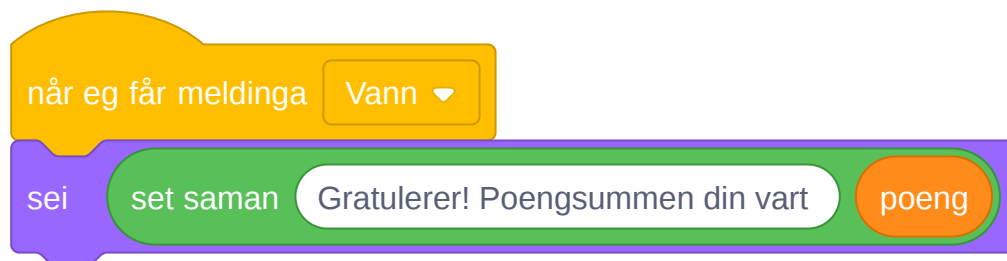 når eg får meldinga Vann
sei set saman Gratulerer! Poengsummen din vart poeng